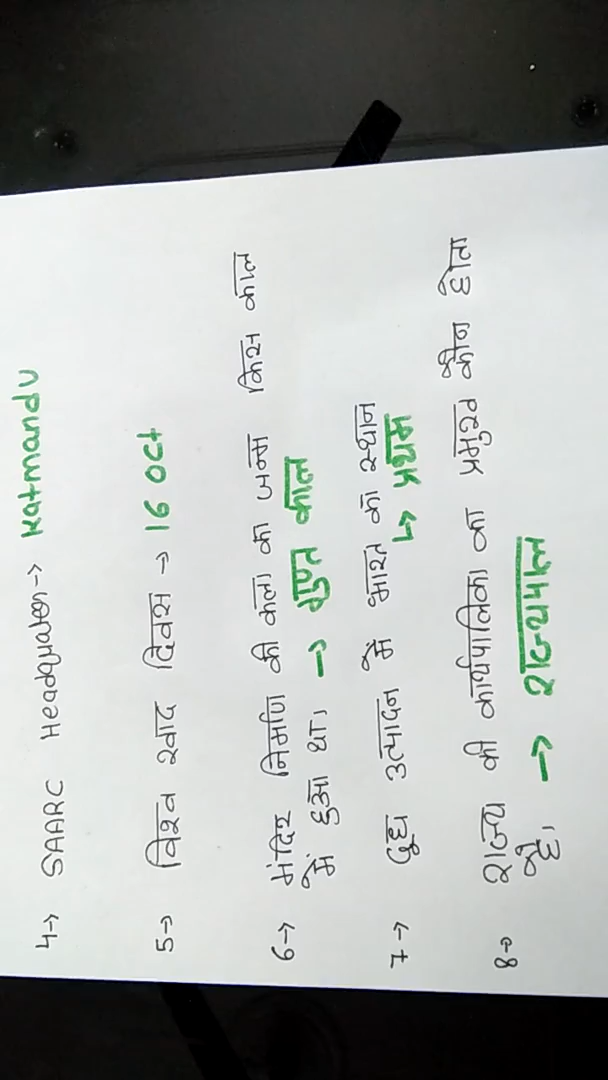 4→ SAARC Headquater→ Katmandu
5→ विश्व खाद दिवस → 16 Oct
6→ मंदिर निर्माण की कला का जन्म किस काल
में हुआ था। → गुप्त काल
7→ दुध उत्पादन में भारत का स्थान
↳ प्रथम
8→ राज्य की कार्यपालिका का प्रमुख कौन होता
है। → राज्यपाल